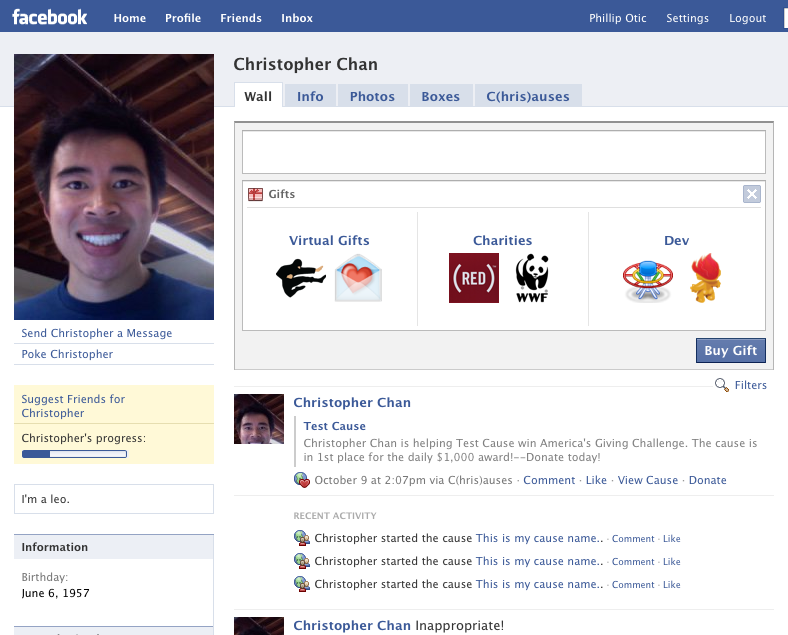 facebook Home Profile Friends Inbox Phillip Otic Settings Logout
Christopher Chan
Wall Info Photos Boxes C(hris)auses
Gifts
Virtual Gifts Charities Dev
(RED)™
WWF
Buy Gift
Filters
Send Christopher a Message
Poke Christopher
Suggest Friends for
Christopher
Christopher's progress:
I'm a leo.
Information
Birthday:
June 6, 1957
Christopher Chan
Test Cause
Christopher Chan is helping Test Cause win America's Giving Challenge. The cause is
in 1st place for the daily $1,000 award!--Donate today!
October 9 at 2:07pm via C(hris)auses · Comment · Like · View Cause · Donate
RECENT ACTIVITY
Christopher started the cause This is my cause name.. · Comment · Like
Christopher started the cause This is my cause name.. · Comment · Like
Christopher started the cause This is my cause name.. · Comment · Like
Christopher Chan Inappropriate!